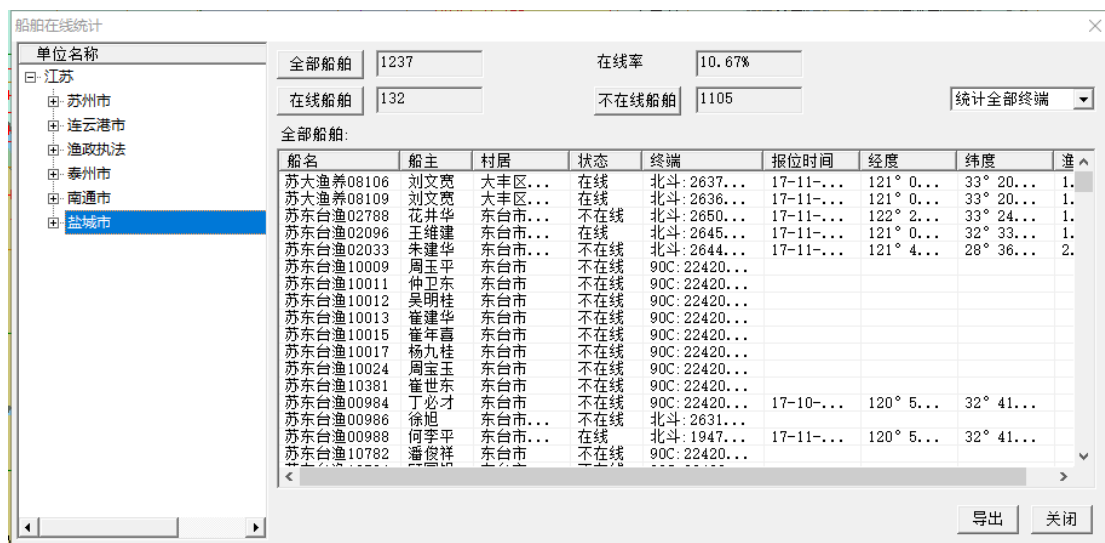 船舶在线统计
单位名称
江苏
苏州市
连云港市
渔政执法
泰州市
南通市
盐城市
全部船舶 1237 在线率 10.67%
在线船舶 132 不在线船舶 1105 统计全部终端
全部船舶:
船名 船主 村居 状态 终端 报位时间 经度 纬度
苏大渔养08106 刘文宽 大丰区... 在线 北斗:2637... 17-11-... 121° 0... 33° 20... 1.
苏大渔养08109 刘文宽 大丰区... 在线 北斗:2636... 17-11-... 121° 0... 33° 20... 1.
苏东台渔02788 花井华 东台市... 不在线 北斗:2650... 17-11-... 122° 2... 33° 24... 1.
苏东台渔02096 王维建 东台市... 在线 北斗:2645... 17-11-... 121° 0... 32° 33... 1.
苏东台渔02033 朱建华 东台市... 不在线 北斗:2644... 17-11-... 121° 4... 28° 36... 2.
苏东台渔10009 周玉平 东台市 不在线 90C:22420...
苏东台渔10011 仲卫东 东台市 不在线 90C:22420...
苏东台渔10012 吴明桂 东台市 不在线 90C:22420...
苏东台渔10013 崔建华 东台市 不在线 90C:22420...
苏东台渔10015 崔年喜 东台市 不在线 90C:22420...
苏东台渔10017 杨九桂 东台市 不在线 90C:22420...
苏东台渔10024 周宝玉 东台市 不在线 90C:22420...
苏东台渔10381 崔世东 东台市 不在线 90C:22420...
苏东台渔00984 丁必才 东台市 不在线 90C:22420... 17-10-... 120° 5... 32° 41...
苏东台渔00986 徐旭 东台市... 不在线 北斗:2631...
苏东台渔00988 何李平 东台市... 在线 北斗:1947... 17-11-... 120° 5... 32° 41...
苏东台渔10782 潘俊祥 东台市 不在线 90C:22420...
导出 关闭